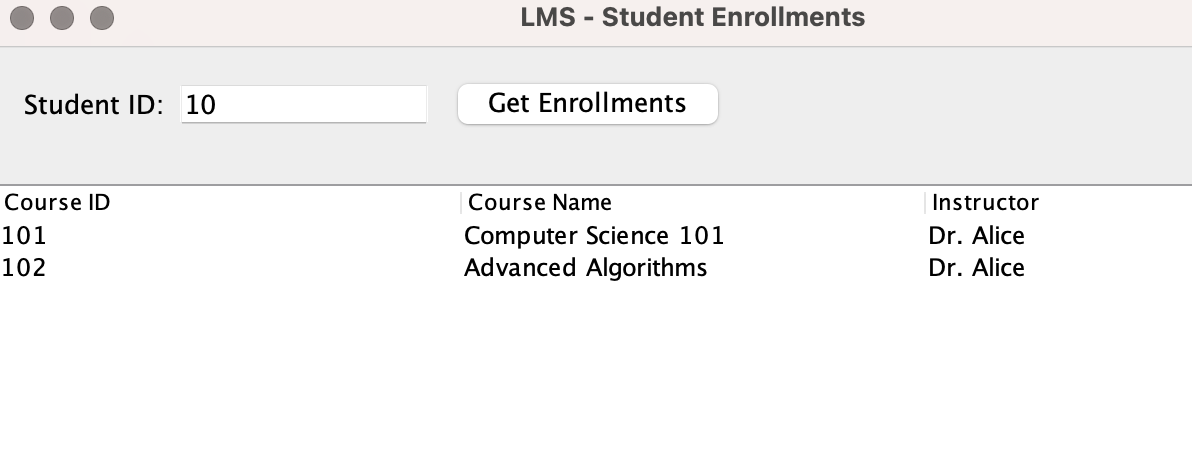 LMS - Student Enrollments
Student ID: 10 Get Enrollments
Course ID Course Name Instructor
101 Computer Science 101 Dr. Alice
102 Advanced Algorithms Dr. Alice